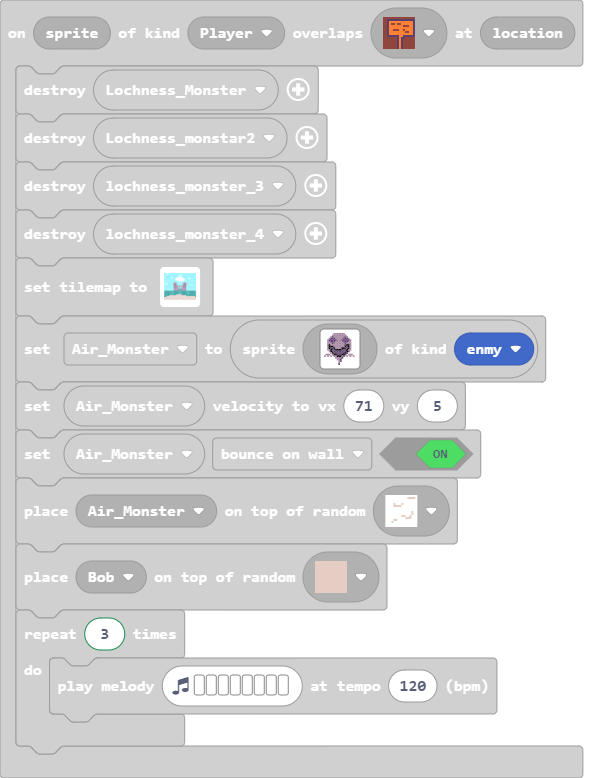 on sprite of kind Player overlaps at location
destroy Lochness_Monster
destroy Lochness_monstar2
destroy lochness_monster_3
destroy lochness_monster_4
set tilemap to
set Air_Monster to sprite of kind enmy
set Air_Monster velocity to vx 71 vy 5
set Air_Monster bounce on wall ON
place Air_Monster on top of random
place Bob on top of random
repeat 3 times
do
play melody at tempo 120 (bpm)